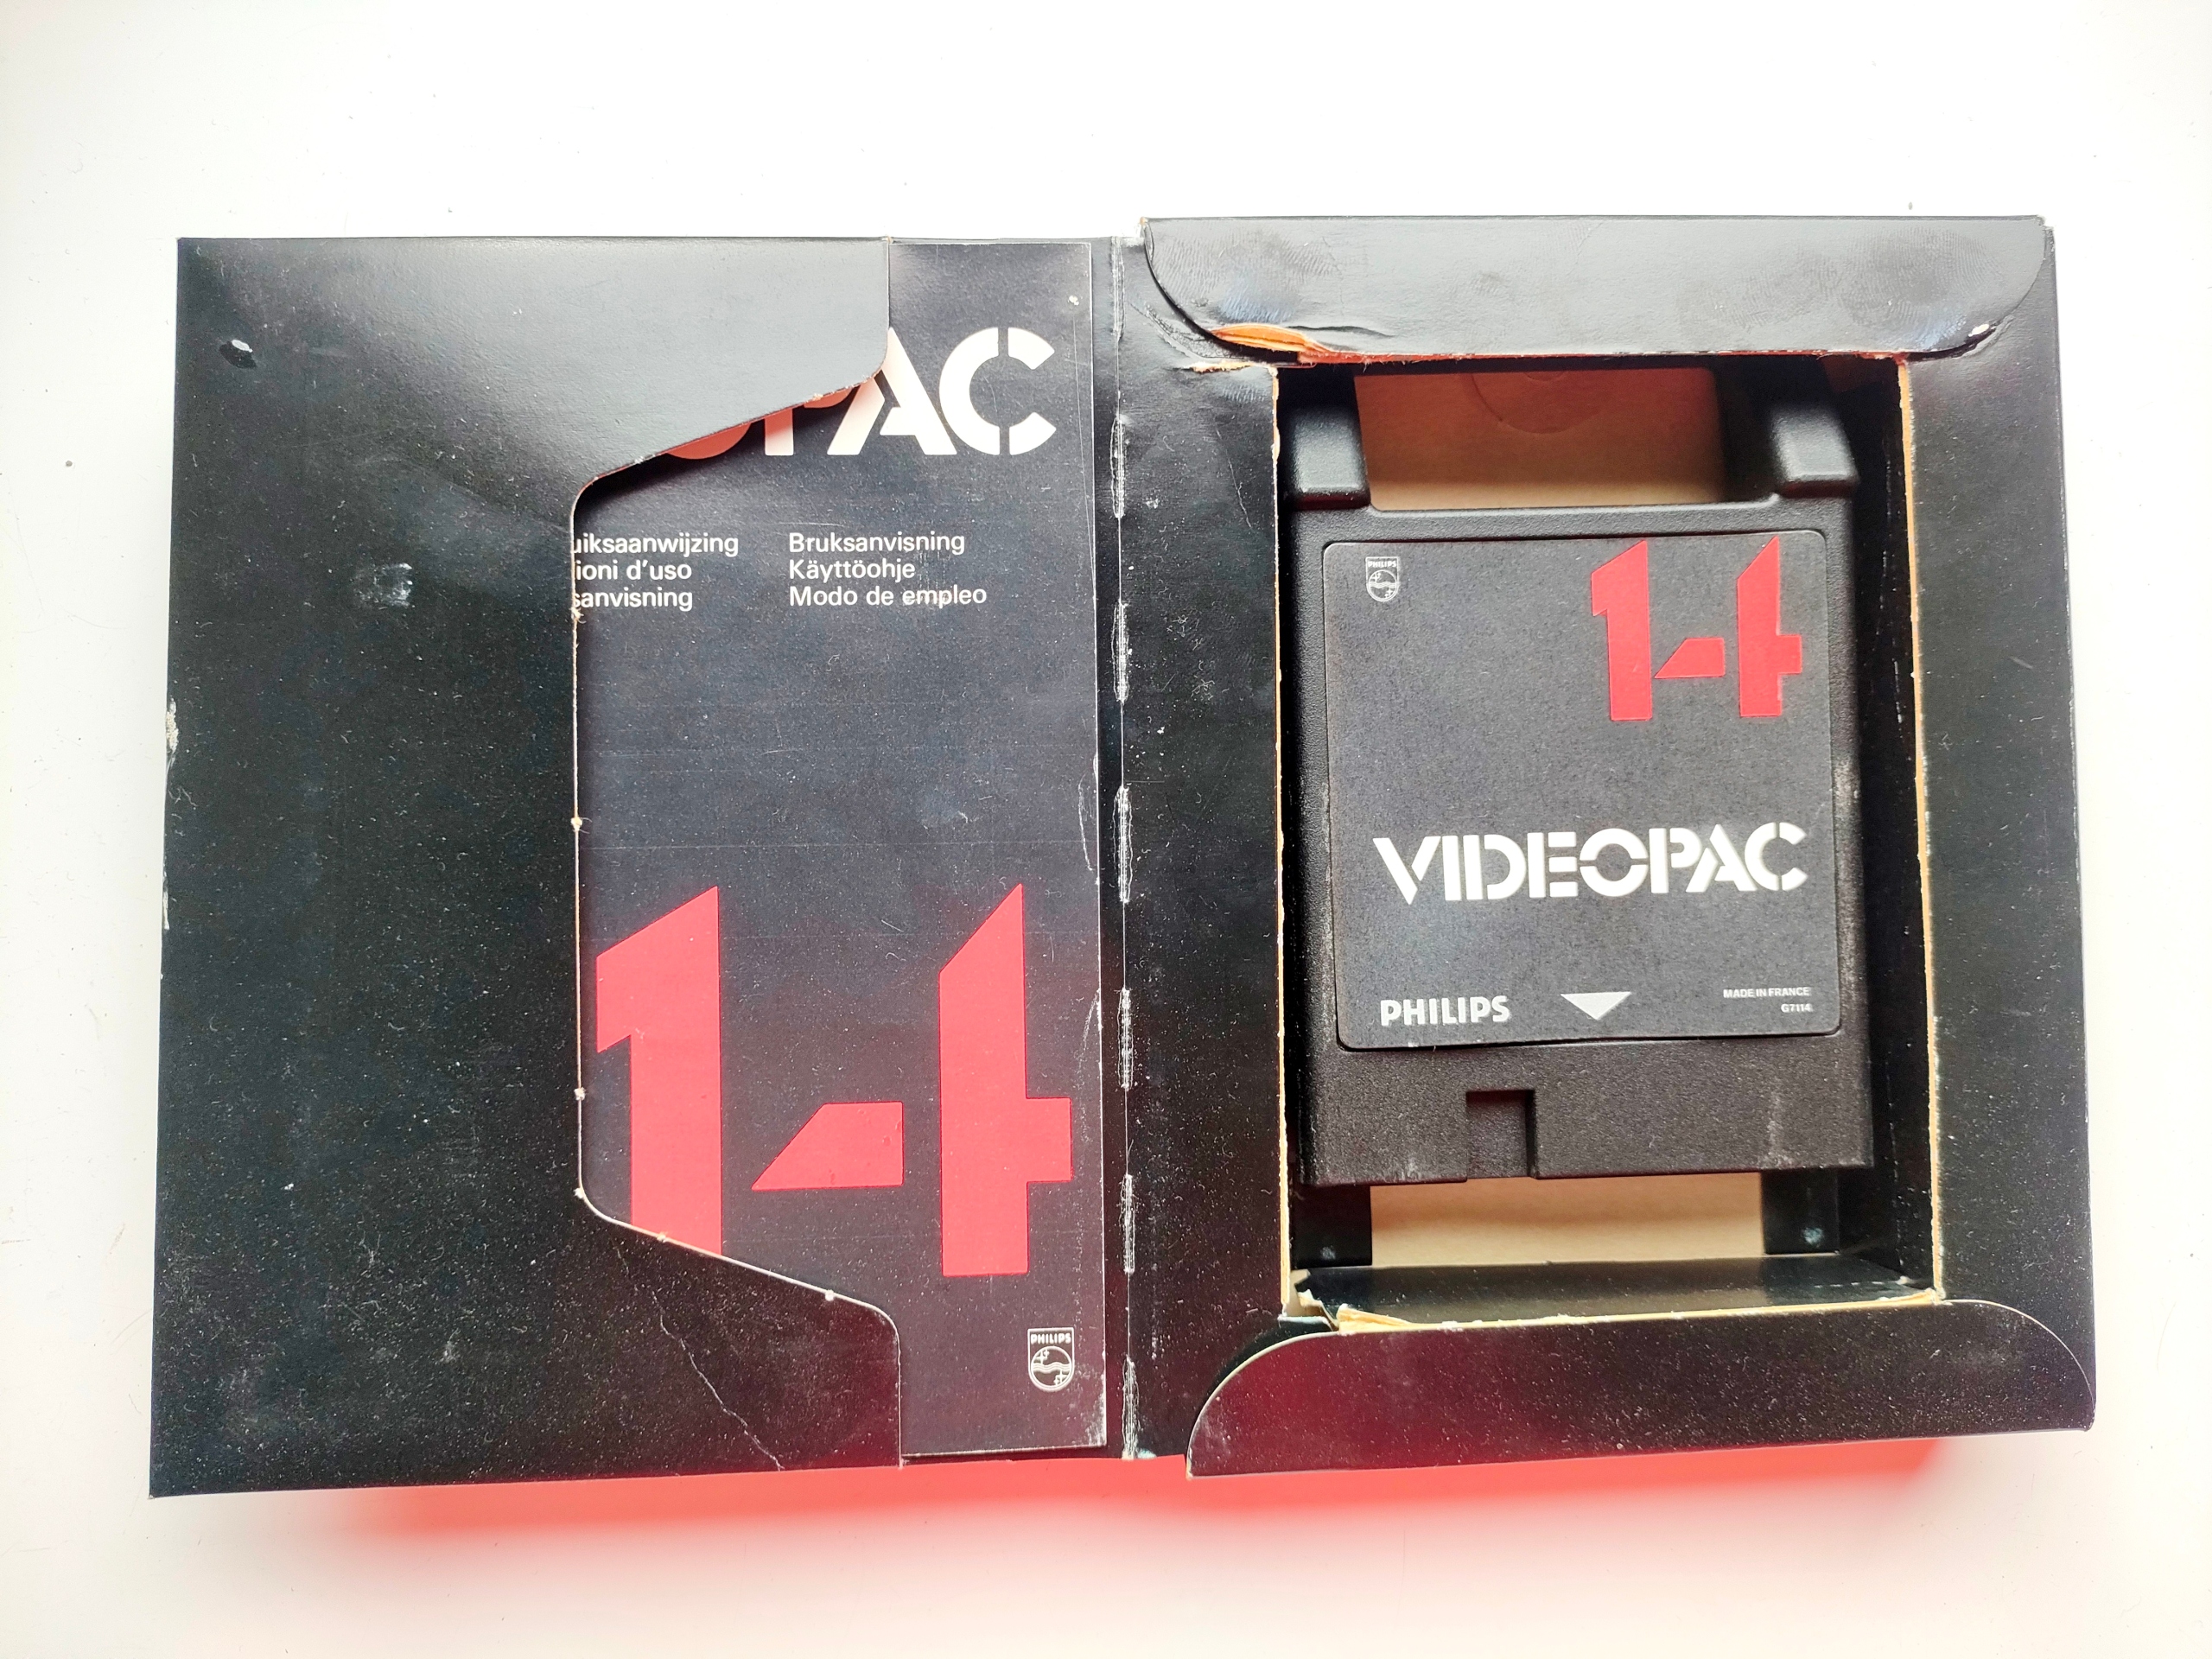 PAC
uiksaanwijzing
ioni d'uso
sanvisning
Bruksanvisning
Käyttöohje
Modo de empleo
14
PHILIPS
PHILIPS
14
VIDEOPAC
PHILIPS
MADE IN FRANCE
G7114